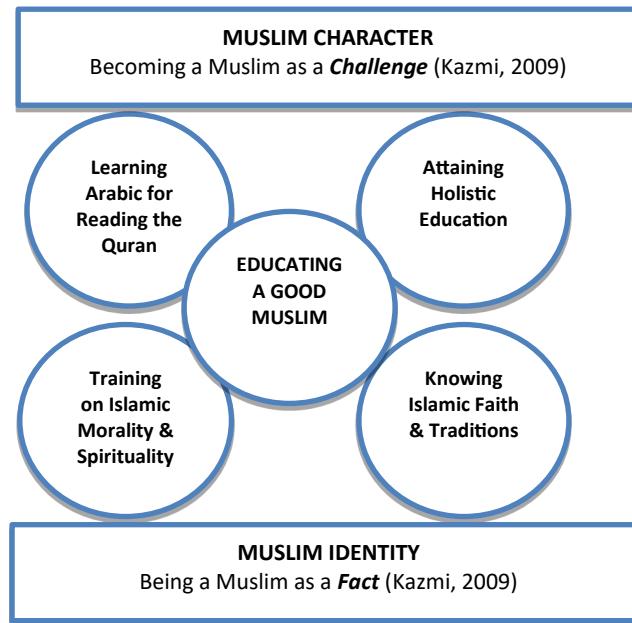 MUSLIM CHARACTER
Becoming a Muslim as a Challenge (Kazmi, 2009)
Learning
Arabic for
Reading the
Quran
Attaining
Holistic
Education
EDUCATING
A GOOD
MUSLIM
Training
on Islamic
Morality &
Spirituality
Knowing
Islamic Faith
& Traditions
MUSLIM IDENTITY
Being a Muslim as a Fact (Kazmi, 2009)